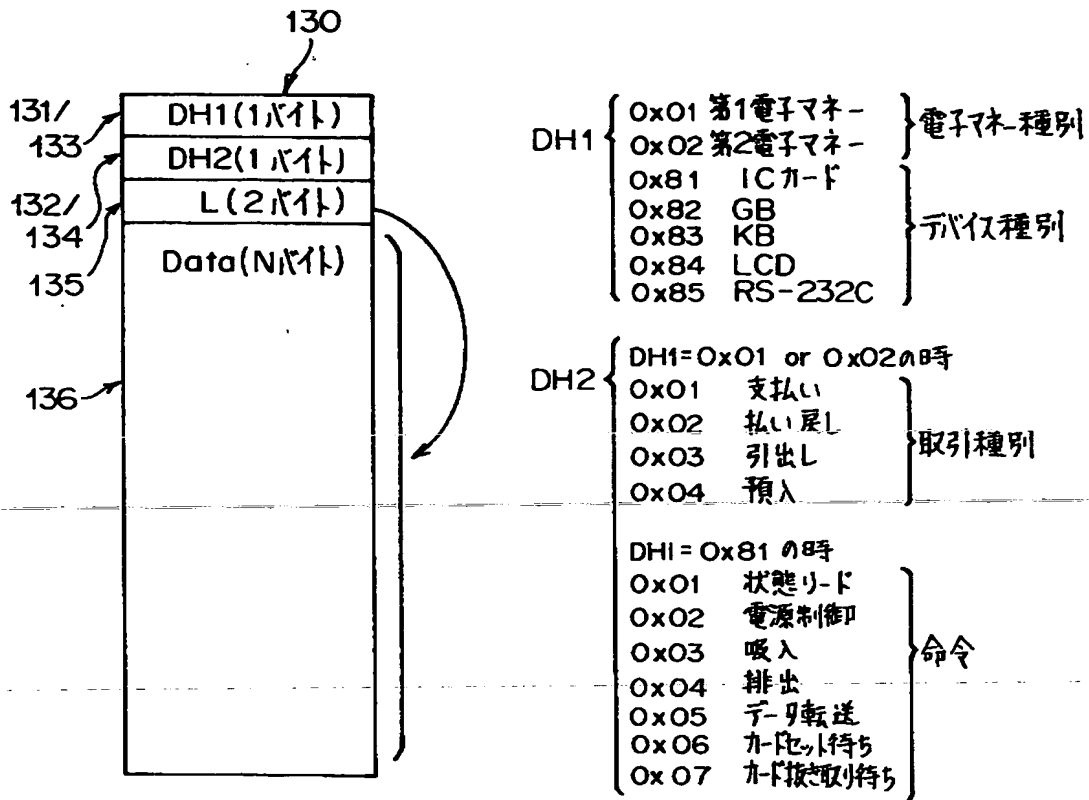 130
131/
133
DH1(1バイト)
DH2(1バイト)
132/
134
L(2バイト)
135
Data(Nバイト)
136
DH1
0x01 第1電子マネー
0x02 第2電子マネー
電子マネー種別
0x81 ICカード
0x82 GB
0x83 KB
0x84 LCD
0x85 RS-232C
デバイス種別
DH2
DH1=0x01 or 0x02の時
0x01 支払い
0x02 払い戻し
0x03 引出し
0x04 預入
取引種別
DH1=0x81の時
0x01 状態リード
0x02 電源制御
0x03 吸入
0x04 排出
0x05 データ転送
0x06 カードセット待ち
0x07 カード抜き取り待ち
命令